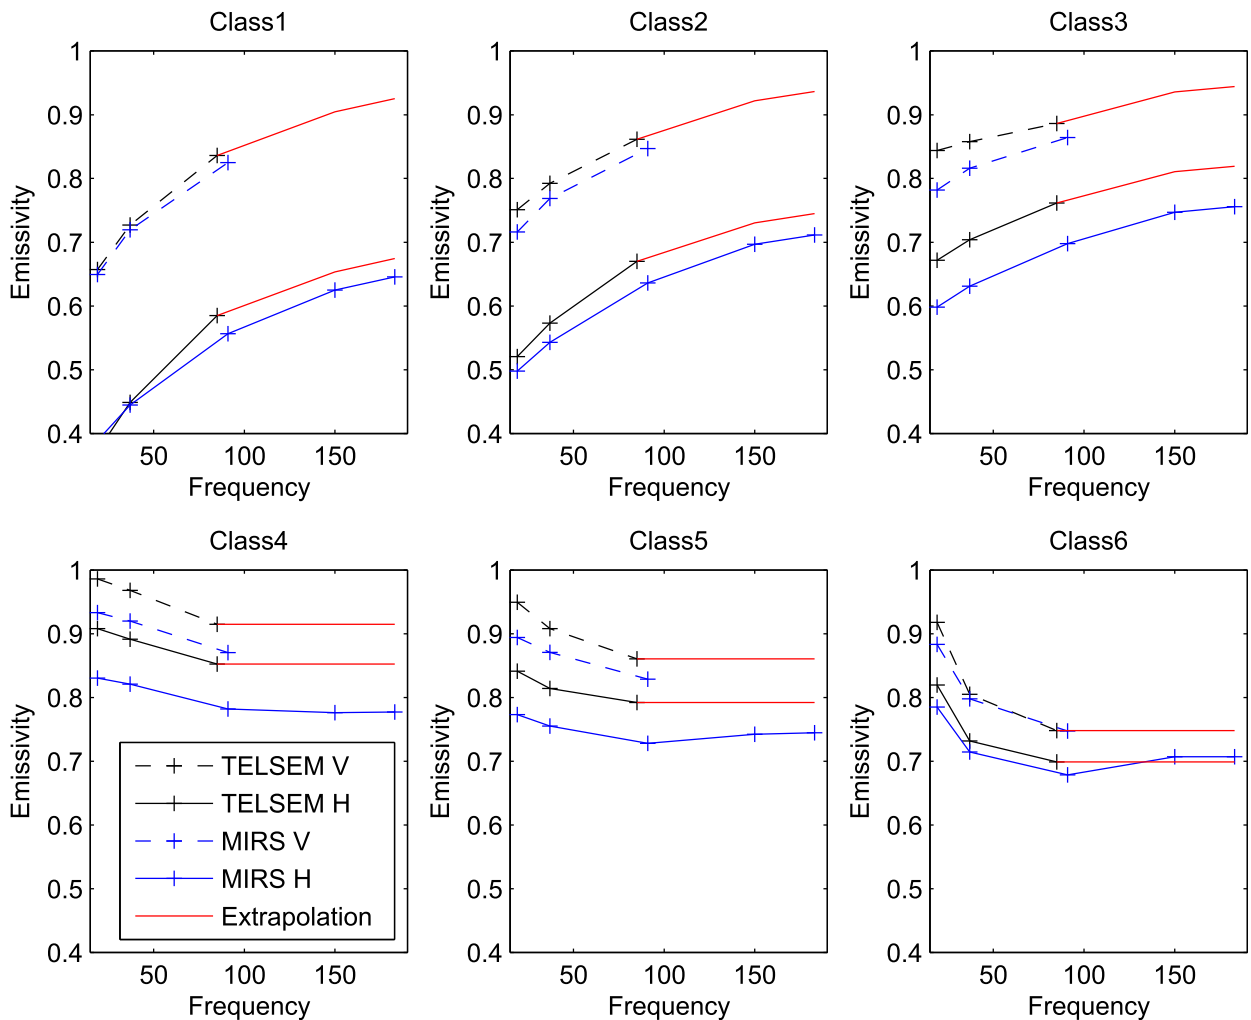 Class1
Class2
Class3
1
0.9
0.8
0.7
0.6
0.5
0.4
Emissivity
50 100 150
Frequency
1
0.9
0.8
0.7
0.6
0.5
0.4
Emissivity
50 100 150
Frequency
1
0.9
0.8
0.7
0.6
0.5
0.4
Emissivity
50 100 150
Frequency
Class4
Class5
Class6
1
0.9
0.8
0.7
0.6
0.5
0.4
Emissivity
TELSEM V
TELSEM H
MIRS V
MIRS H
Extrapolation
50 100 150
Frequency
1
0.9
0.8
0.7
0.6
0.5
0.4
Emissivity
50 100 150
Frequency
1
0.9
0.8
0.7
0.6
0.5
0.4
Emissivity
50 100 150
Frequency